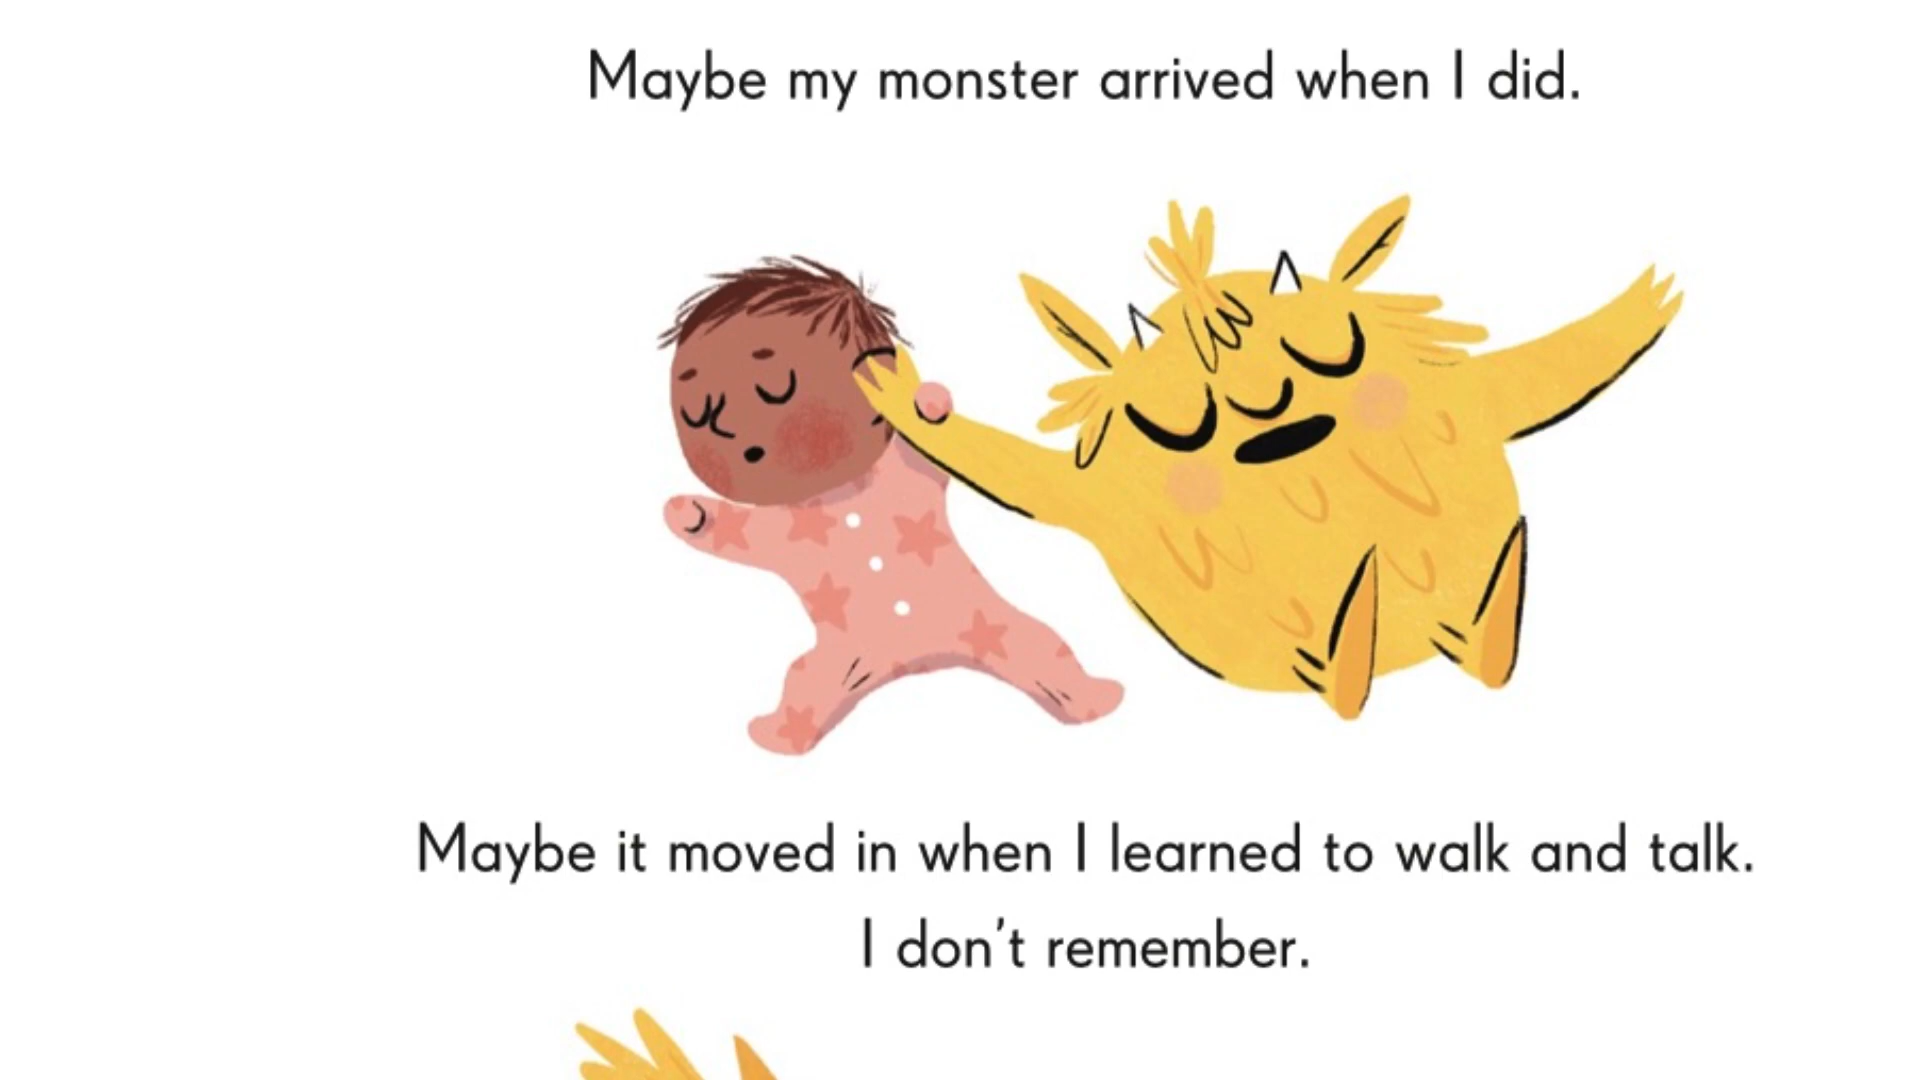 Maybe my monster arrived when I did.
Maybe it moved in when I learned to walk and talk.
I don’t remember.